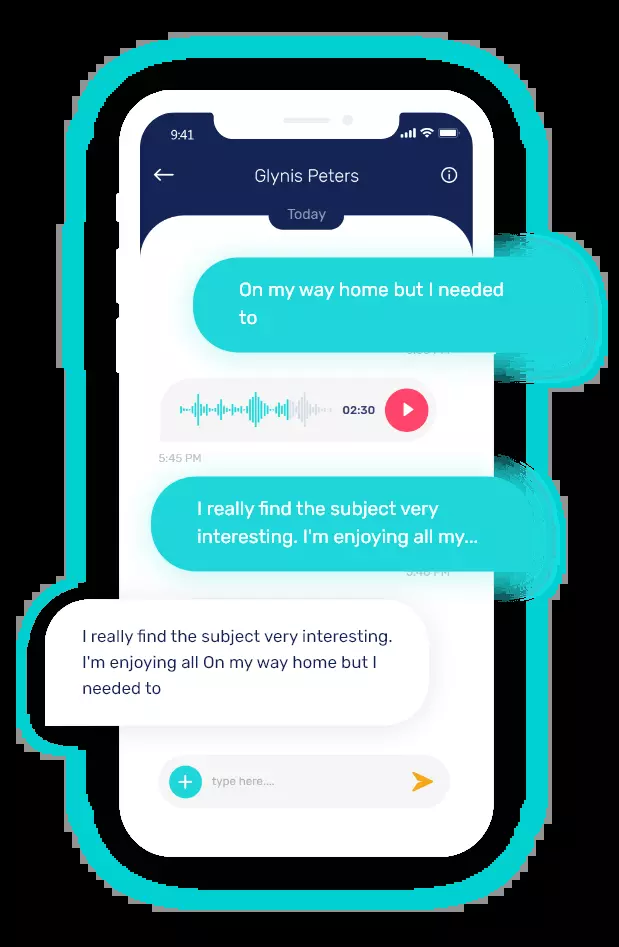 9:41
Glynis Peters
Today
On my way home but I needed
to
02:30
5:45 PM
I really find the subject very
interesting. I'm enjoying all my...
I really find the subject very interesting.
I'm enjoying all On my way home but I
needed to
type here....